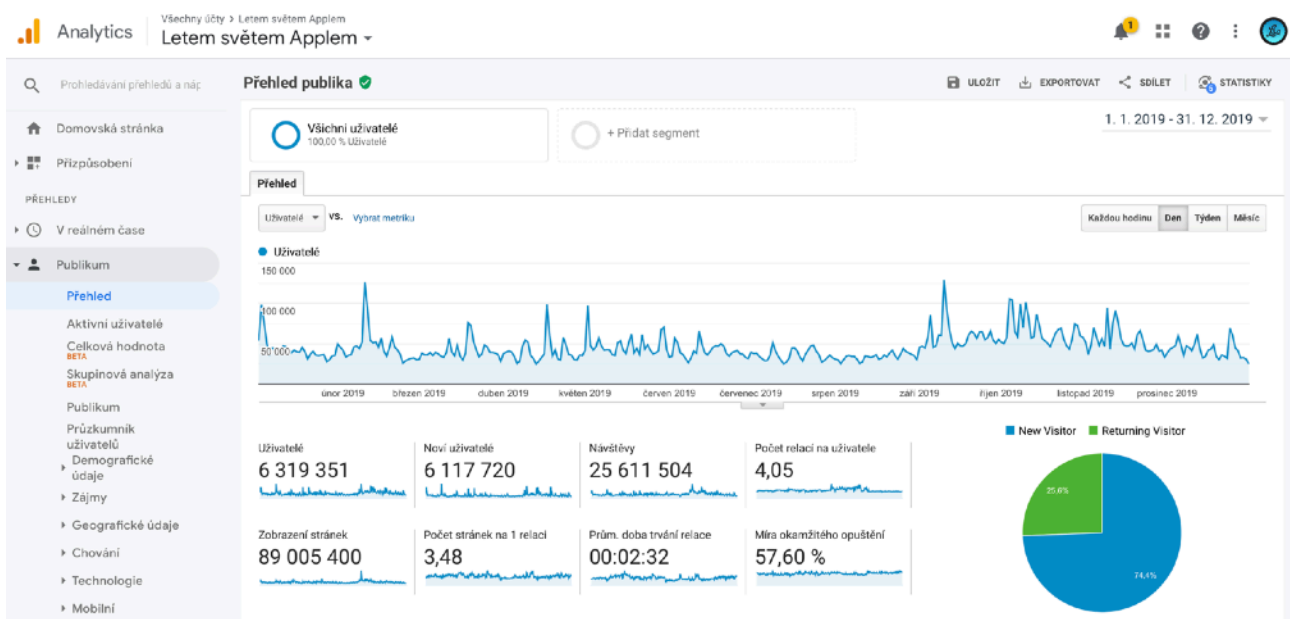 Analytics
Všechny účty > Letem světem Applem
Letem světem Applem
1
Prohledávání přehledů a náp
Domovská stránka
Přizpůsobení
PŘEHLEDY
V reálném čase
Publikum
Přehled
Aktivní uživatelé
Celková hodnota
BETA
Skupinová analýza
BETA
Publikum
Průzkumník
uživatelů
Demografické
údaje
Zájmy
Geografické údaje
Chování
Technologie
Mobilní
Přehled publika
ULOŽIT
EXPORTOVAT
SDÍLET
6
STATISTIKY
Všichni uživatelé
100,00 % Uživatelé
+ Přidat segment
1. 1. 2019 - 31. 12. 2019
Přehled
Uživatelé
VS.
Vybrat metriku
Každou hodinu
Den
Týden
Měsíc
Uživatelé
150 000
100 000
50 000
únor 2019
březen 2019
duben 2019
květen 2019
červen 2019
červenec 2019
srpen 2019
září 2019
říjen 2019
listopad 2019
prosinec 2019
Uživatelé
6 319 351
Noví uživatelé
6 117 720
Návštěvy
25 611 504
Počet relací na uživatele
4,05
Zobrazení stránek
89 005 400
Počet stránek na 1 relaci
3,48
Prům. doba trvání relace
00:02:32
Míra okamžitého opuštění
57,60 %
New Visitor
Returning Visitor
25,6%
74,4%